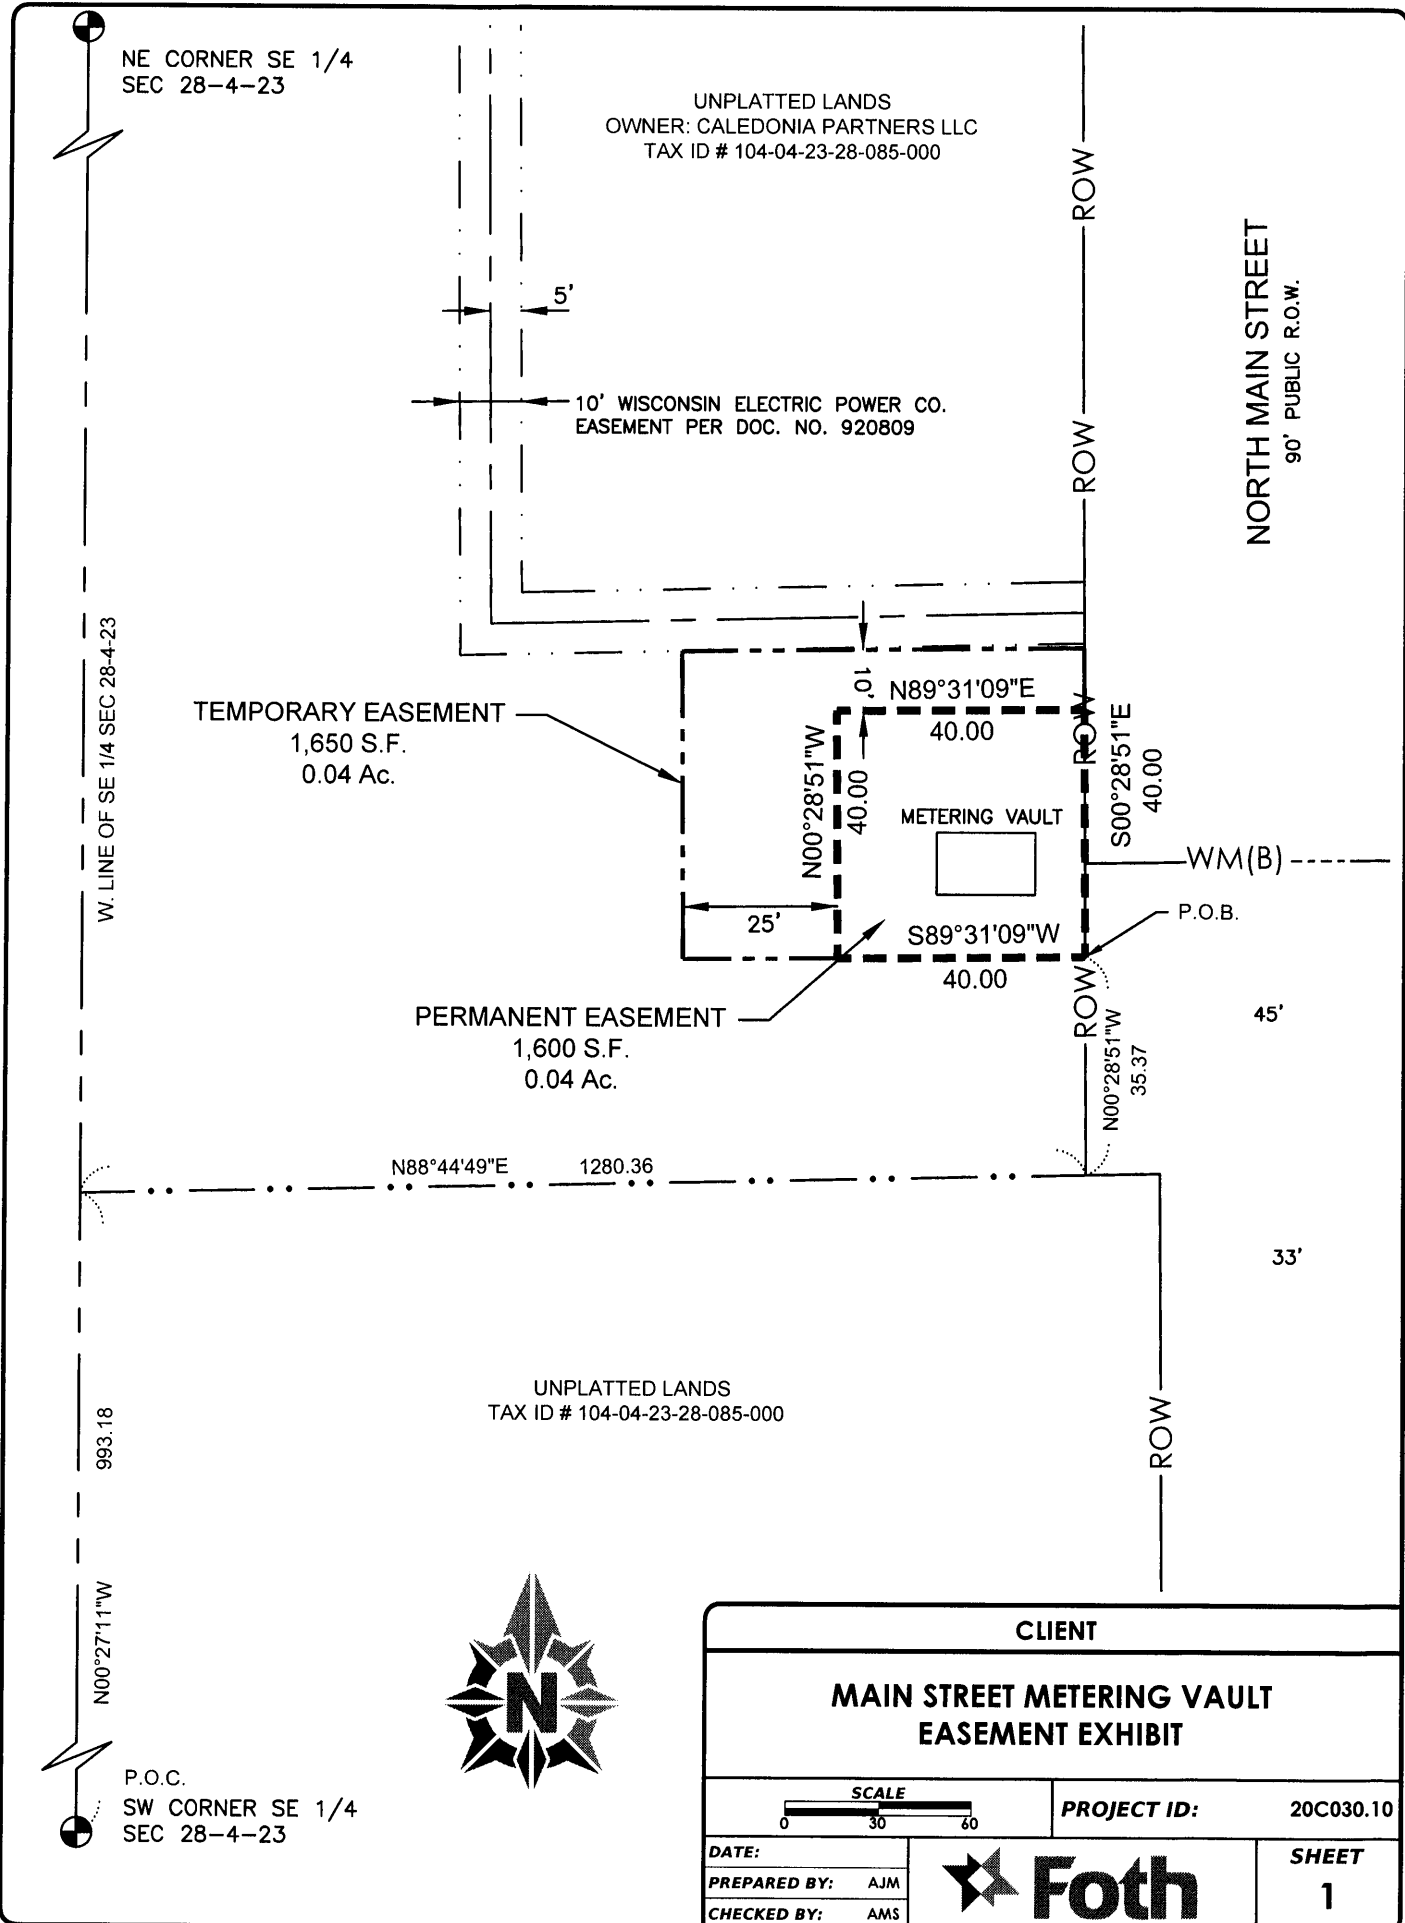 NE CORNER SE 1/4
SEC 28-4-23
UNPLATTED LANDS
OWNER: CALEDONIA PARTNERS LLC
TAX ID # 104-04-23-28-085-000
ROW
NORTH MAIN STREET
90' PUBLIC R.O.W.
5'
10' WISCONSIN ELECTRIC POWER CO.
EASEMENT PER DOC. NO. 920809
ROW
W. LINE OF SE 1/4 SEC 28-4-23
TEMPORARY EASEMENT
1,650 S.F.
0.04 Ac.
10'
N89°31'09"E
40.00
ROW
S00°28'51"E
40.00
N00°28'51"W
40.00
METERING VAULT
WM(B)
P.O.B.
25'
S89°31'09"W
40.00
PERMANENT EASEMENT
1,600 S.F.
0.04 Ac.
ROW
N00°28'51"W
35.37
45'
N88°44'49"E 1280.36
33'
UNPLATTED LANDS
TAX ID # 104-04-23-28-085-000
ROW
993.18
N00°27'11"W
N
P.O.C.
SW CORNER SE 1/4
SEC 28-4-23
CLIENT
MAIN STREET METERING VAULT
EASEMENT EXHIBIT
SCALE
0 30 60
PROJECT ID: 20C030.10
DATE:
PREPARED BY: AJM
CHECKED BY: AMS
Foth
SHEET
1